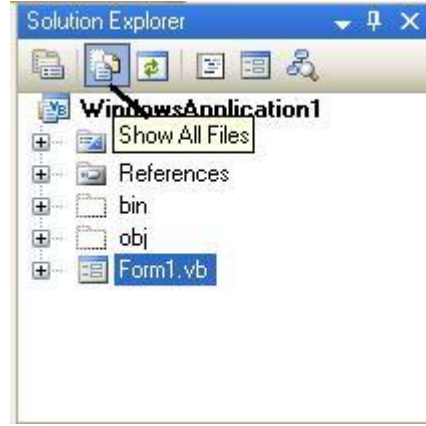 Solution Explorer
WindowsApplication1
Show All Files
References
bin
obj
Form1.vb